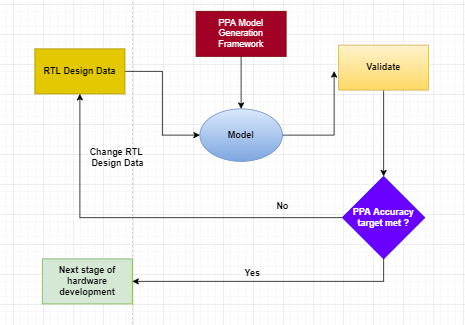 PPA Model
Generation
Framework
RTL Design Data
Validate
Model
Change RTL
Design Data
PPA Accuracy
target met ?
No
Yes
Next stage of
hardware
development